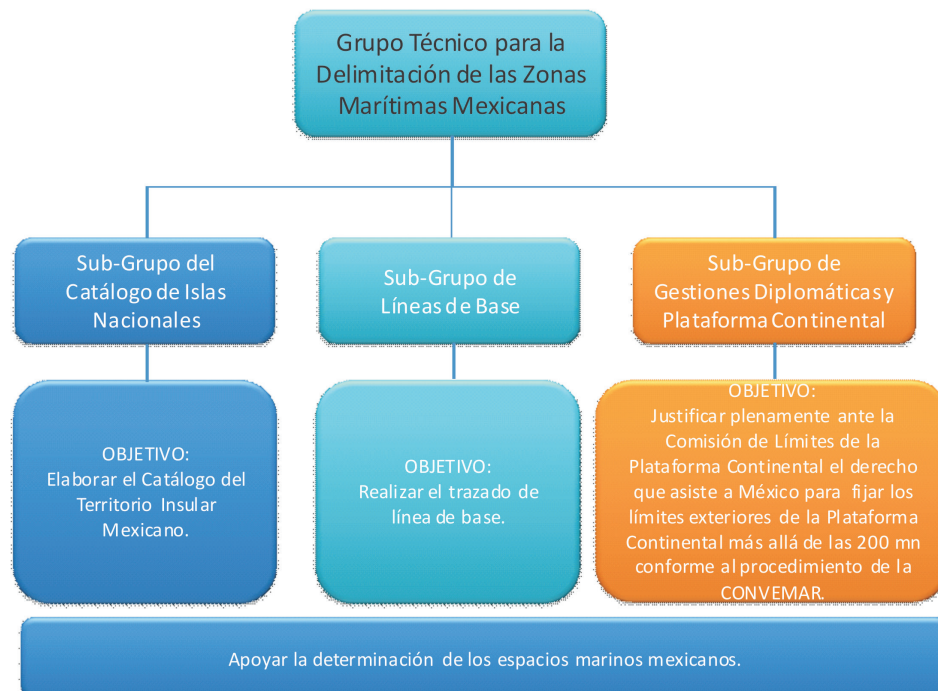 Grupo Técnico para la
Delimitación de las Zonas
Marítimas Mexicanas
Sub-Grupo del
Catálogo de Islas
Nacionales
Sub-Grupo de
Líneas de Base
Sub-Grupo de
Gestiones Diplomáticas y
Plataforma Continental
OBJETIVO:
Elaborar el Catálogo del
Territorio Insular
Mexicano.
OBJETIVO:
Realizar el trazado de
línea de base.
OBJETIVO:
Justificar plenamente ante la
Comisión de Límites de la
Plataforma Continental el derecho
que asiste a México para fijar los
límites exteriores de la Plataforma
Continental más allá de las 200 mn
conforme al procedimiento de la
CONVEMAR.
Apoyar la determinación de los espacios marinos mexicanos.